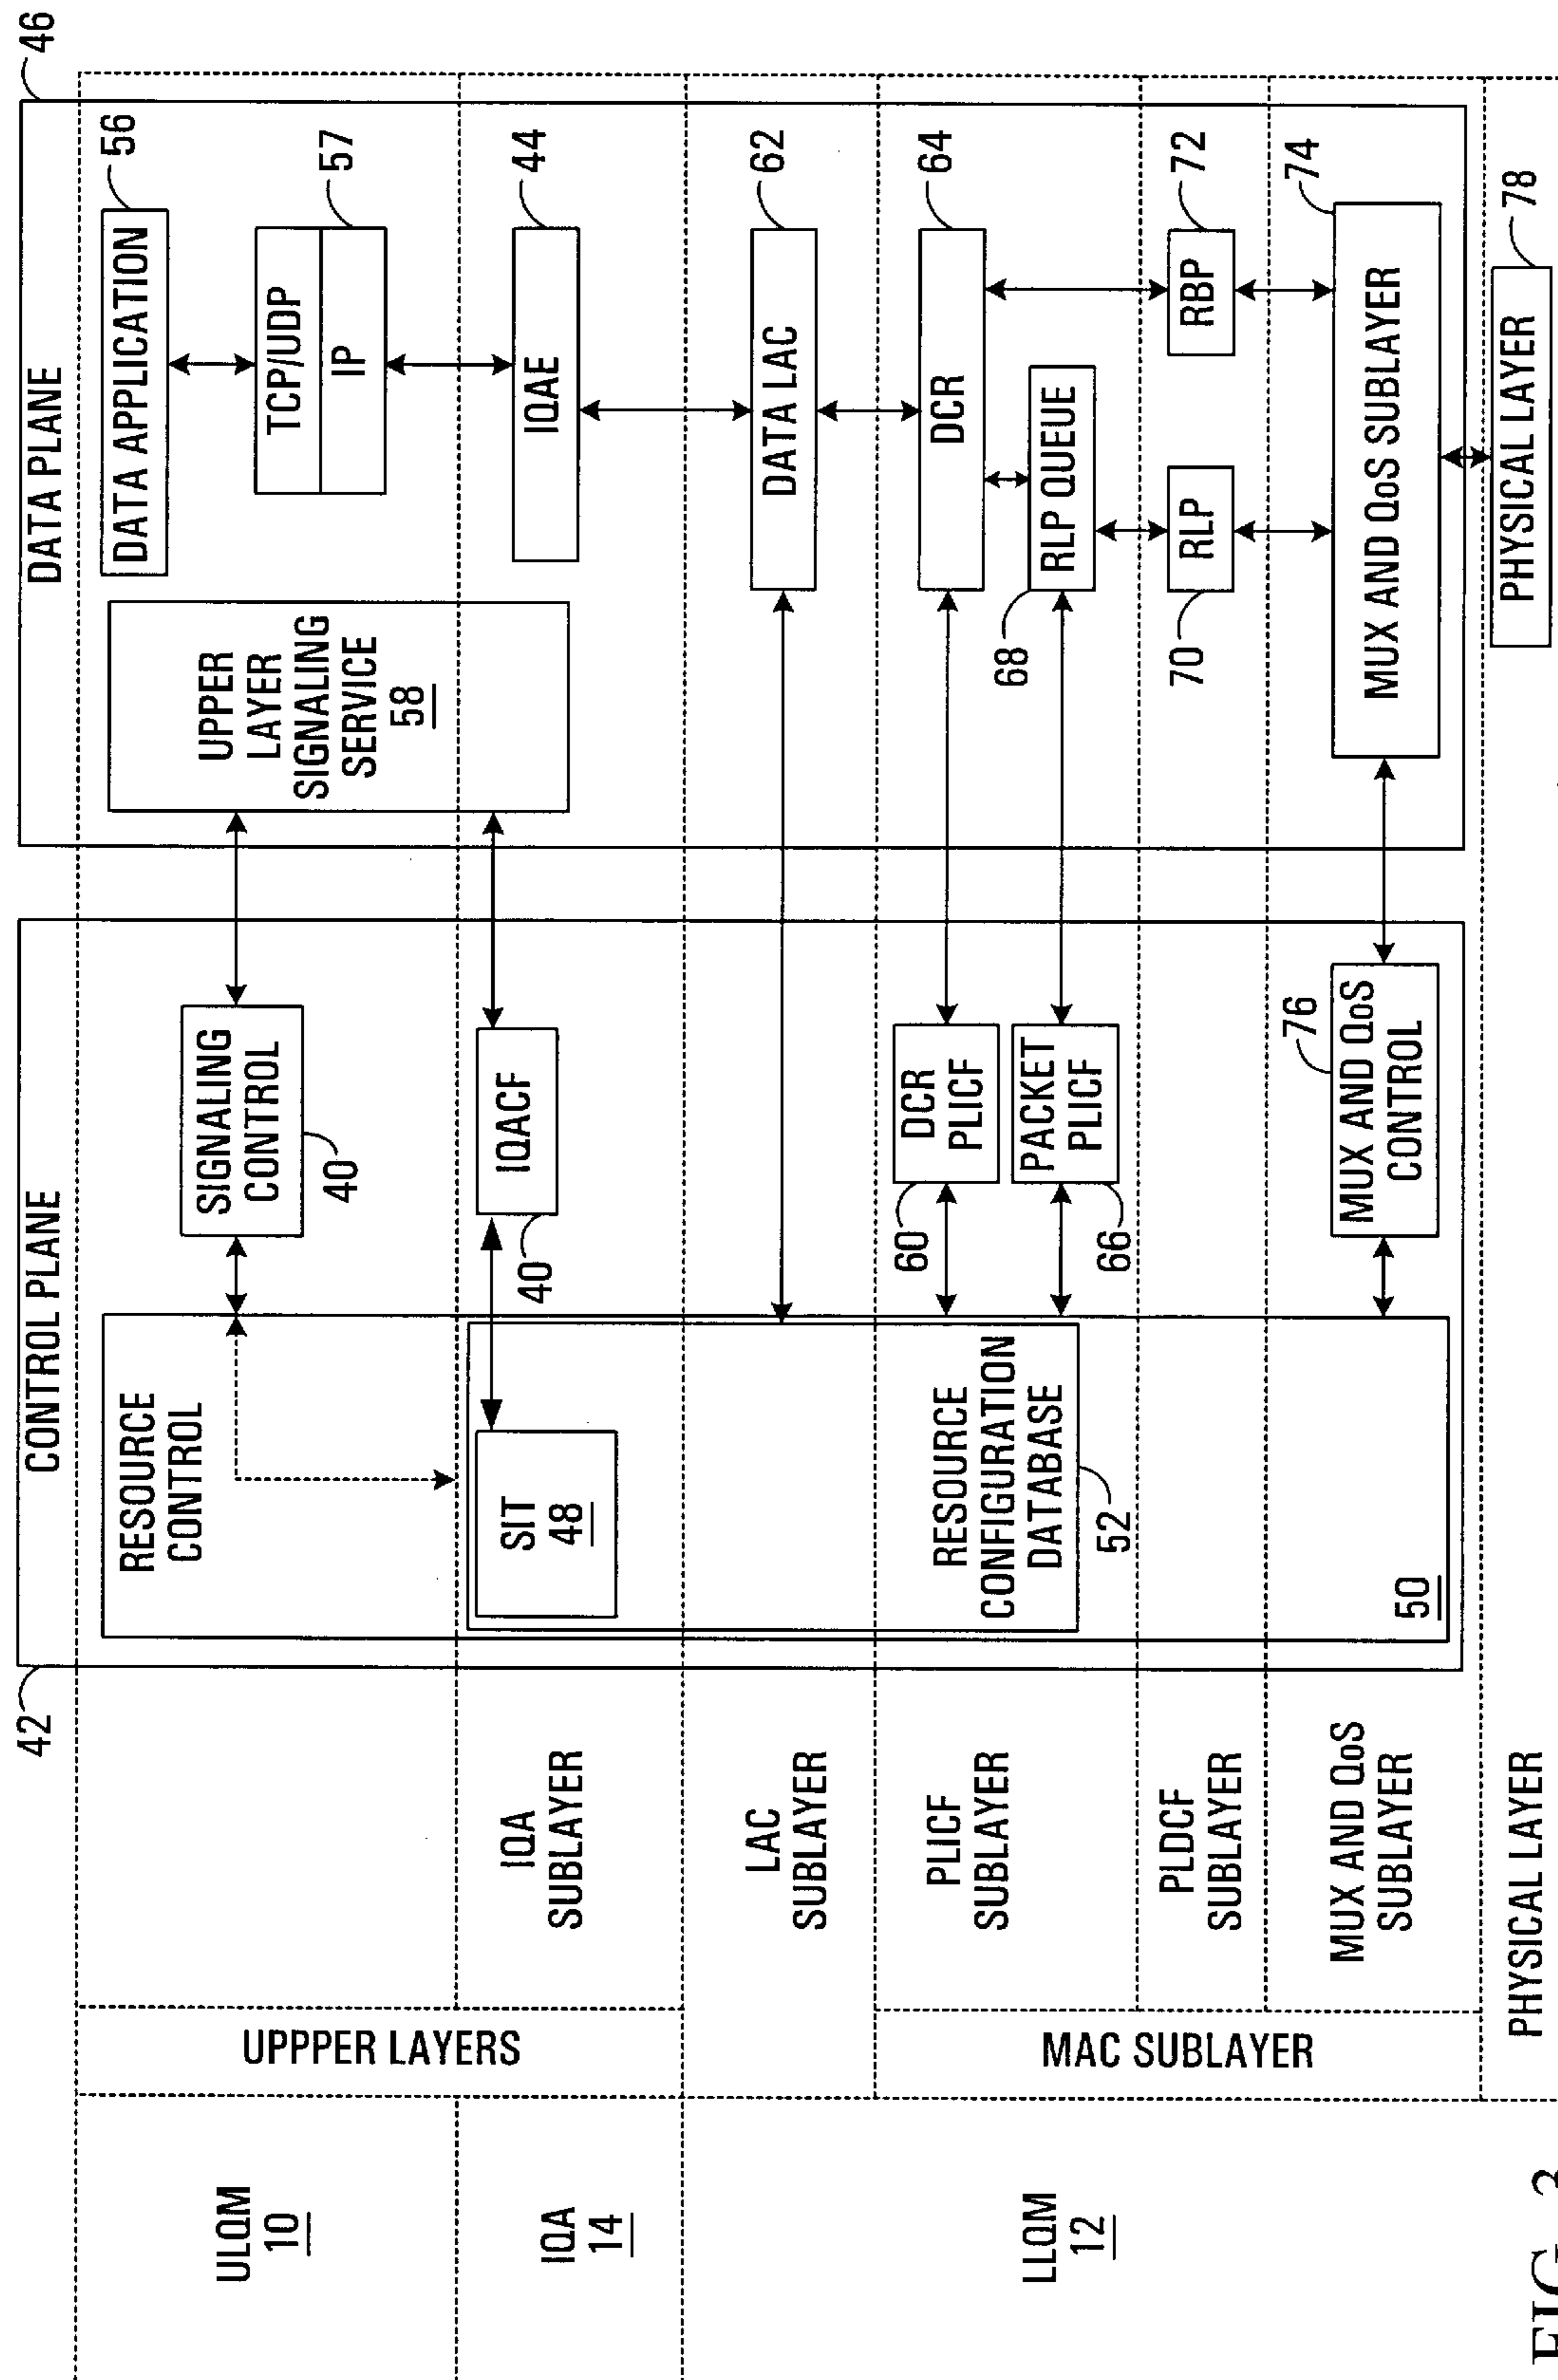 42
46
CONTROL PLANE
DATA PLANE
ULQM
10
UPPPER LAYERS
RESOURCE
CONTROL
SIGNALING
CONTROL
40
UPPER
LAYER
SIGNALING
SERVICE
58
DATA APPLICATION
56
TCP/UDP
IP
57
IQA
14
IQA
SUBLAYER
SIT
48
IQACF
40
IQAE
44
LLQM
12
LAC
SUBLAYER
DATA LAC
62
MAC SUBLAYER
PLICF
SUBLAYER
RESOURCE
CONFIGURATION
DATABASE
52
60
DCR
PLICF
PACKET
PLICF
66
DCR
64
68
RLP QUEUE
PLDCF
SUBLAYER
70
RLP
RBP
72
MUX AND QoS
SUBLAYER
50
76
MUX AND QoS
CONTROL
MUX AND QoS SUBLAYER
74
PHYSICAL LAYER
PHYSICAL LAYER
78
FIG. 3